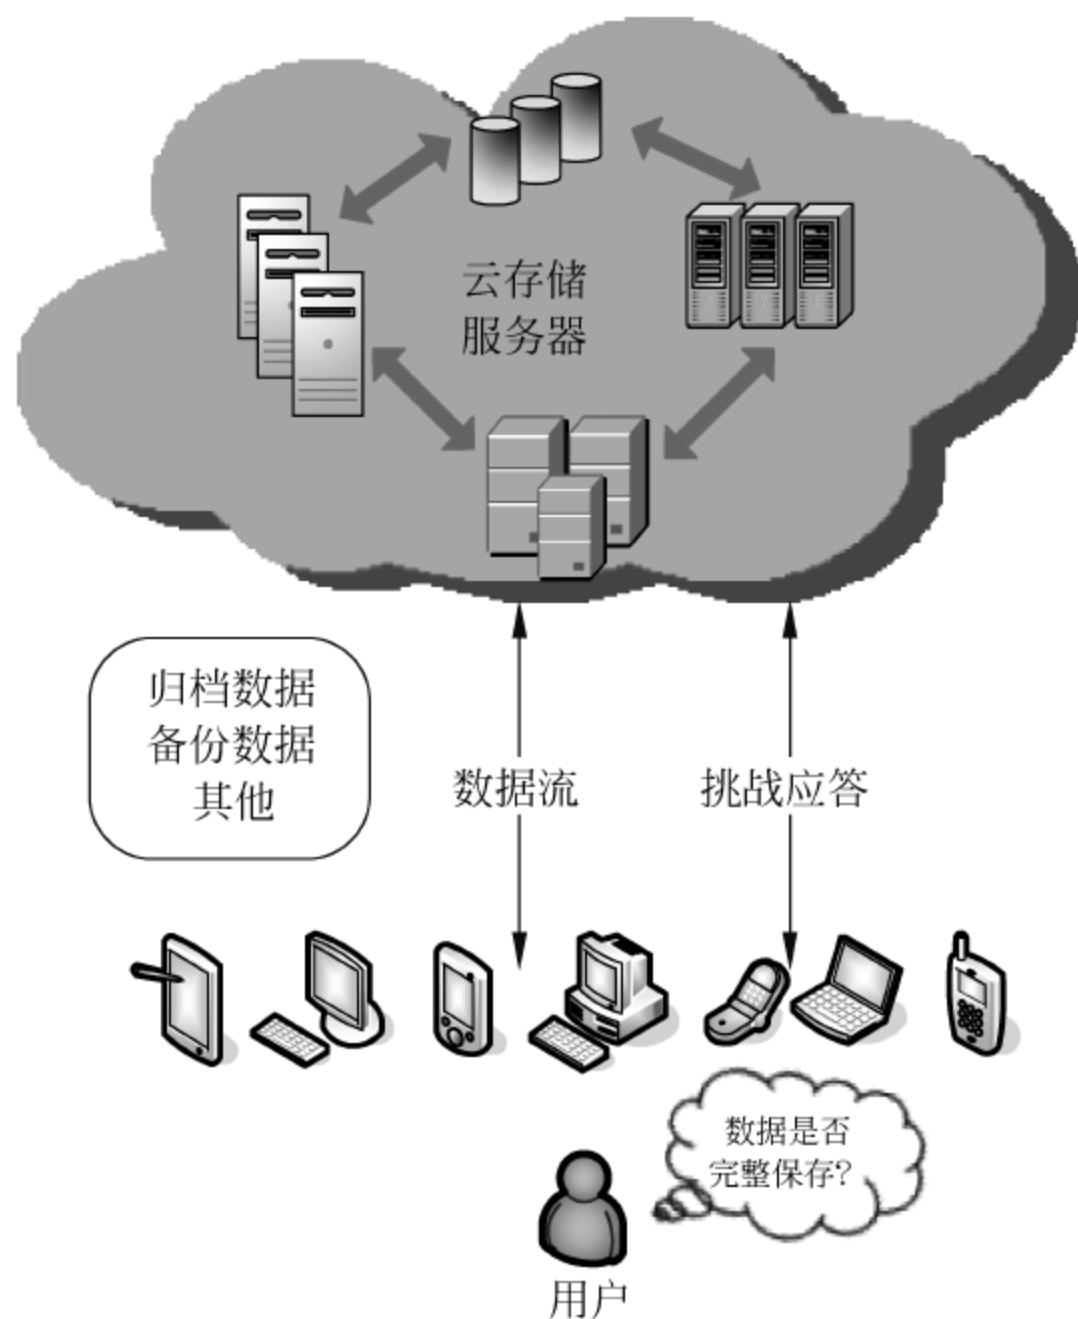 云存储
服务器
归档数据
备份数据
其他
数据流
挑战应答
数据是否
完整保存?
用户